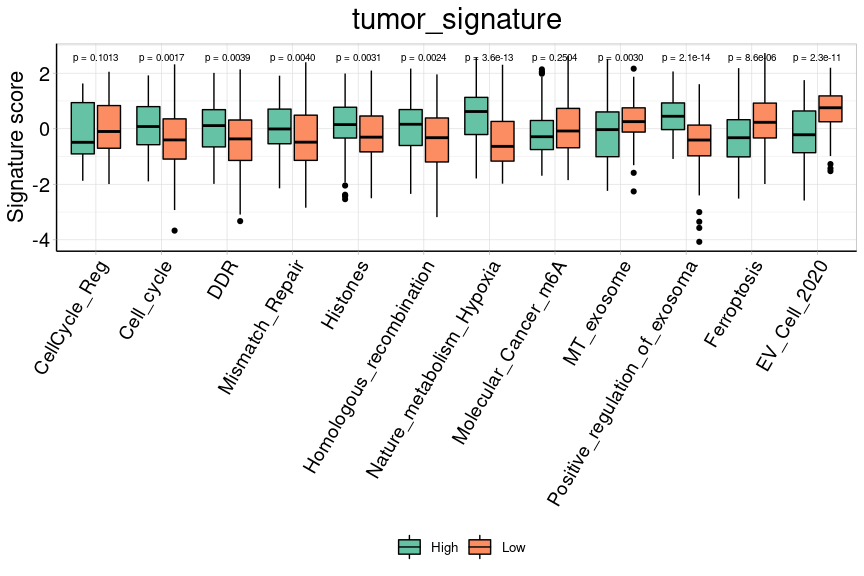 tumor_signature
p = 0.1013 p = 0.0017 p = 0.0039 p = 0.0040 p = 0.0031 p = 0.0024 p = 3.6e-13 p = 0.2504 p = 0.0030 p = 2.1e-14 p = 8.6e-06 p = 2.3e-11
Signature score
2
0
-2
-4
CellCycle_Reg
Cell_cycle
DDR
Mismatch_Repair
Histones
Homologous_recombination
Nature_metabolism_Hypoxia
Molecular_Cancer_m6A
MT_exosome
Positive_regulation_of_exosoma
Ferroptosis
EV_Cell_2020
High Low